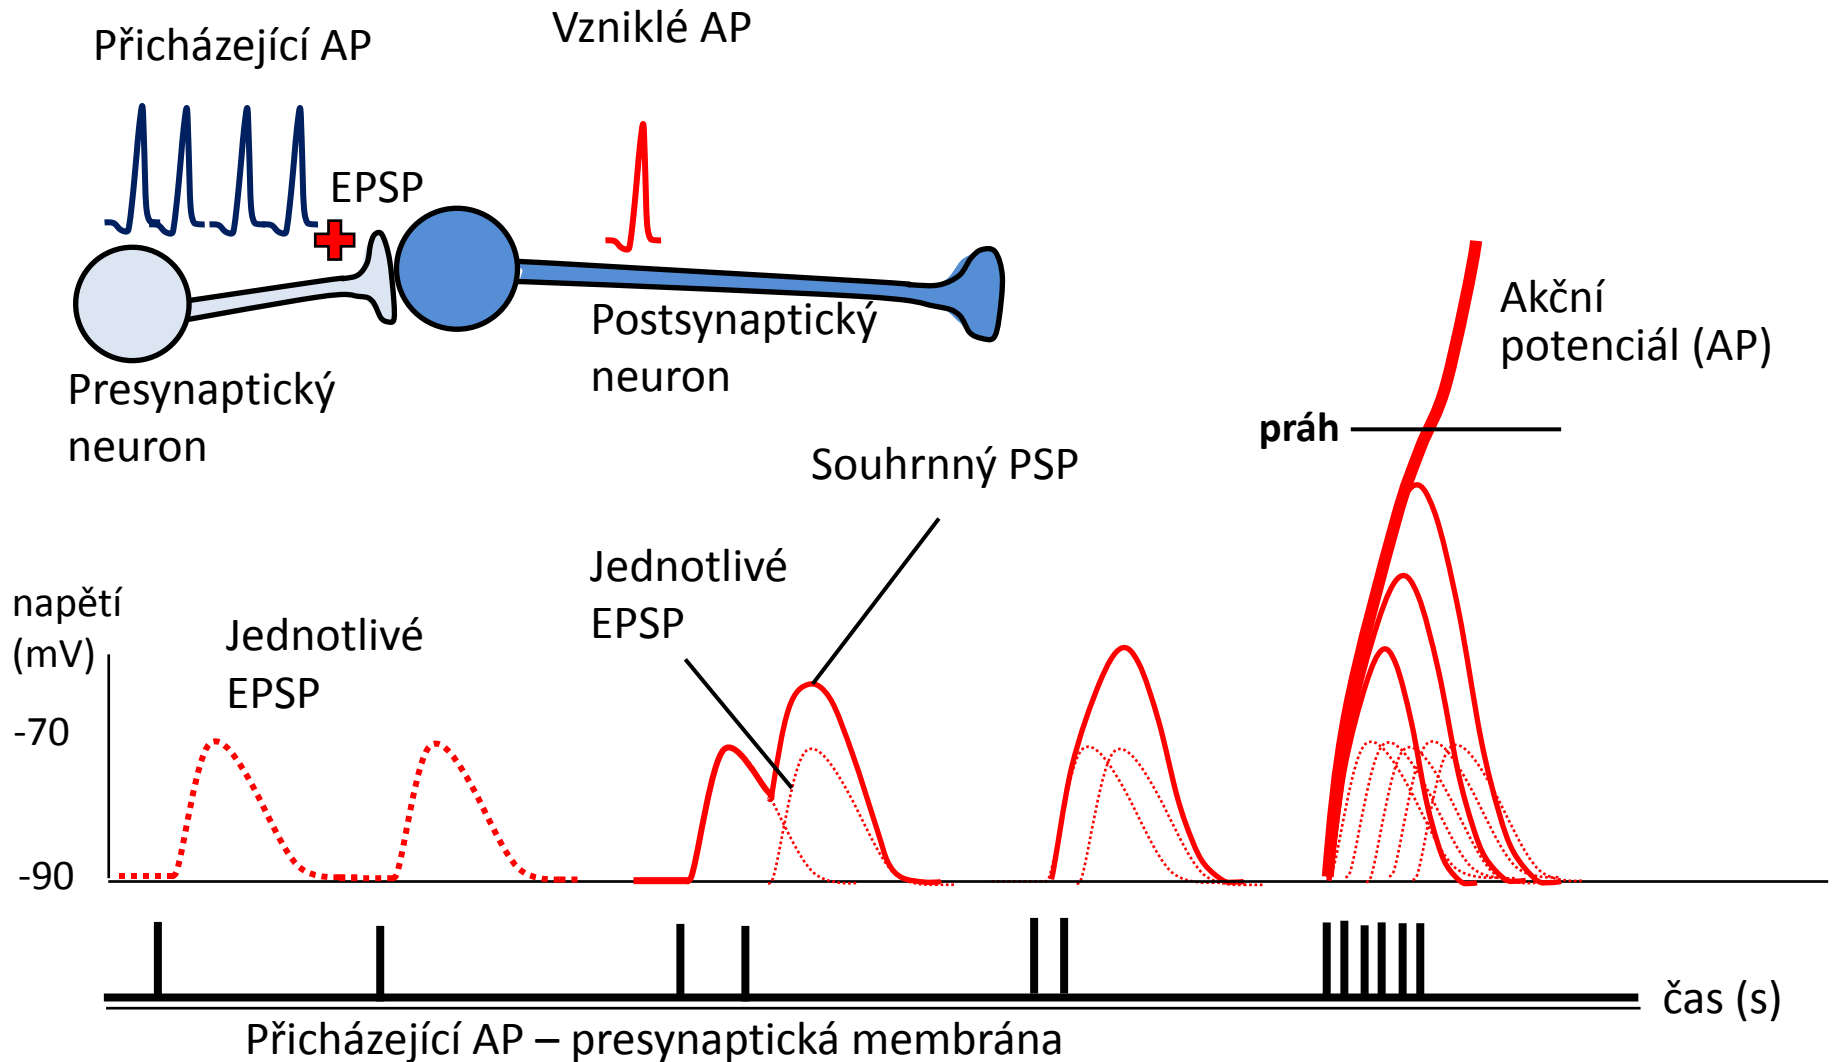 Přicházející AP
Vzniklé AP
EPSP
Postsynaptický
neuron
Presynaptický
neuron
Akční
potenciál (AP)
práh
Souhrnný PSP
Jednotlivé
EPSP
napětí
(mV)
Jednotlivé
EPSP
-70
-90
čas (s)
Přicházející AP – presynaptická membrána